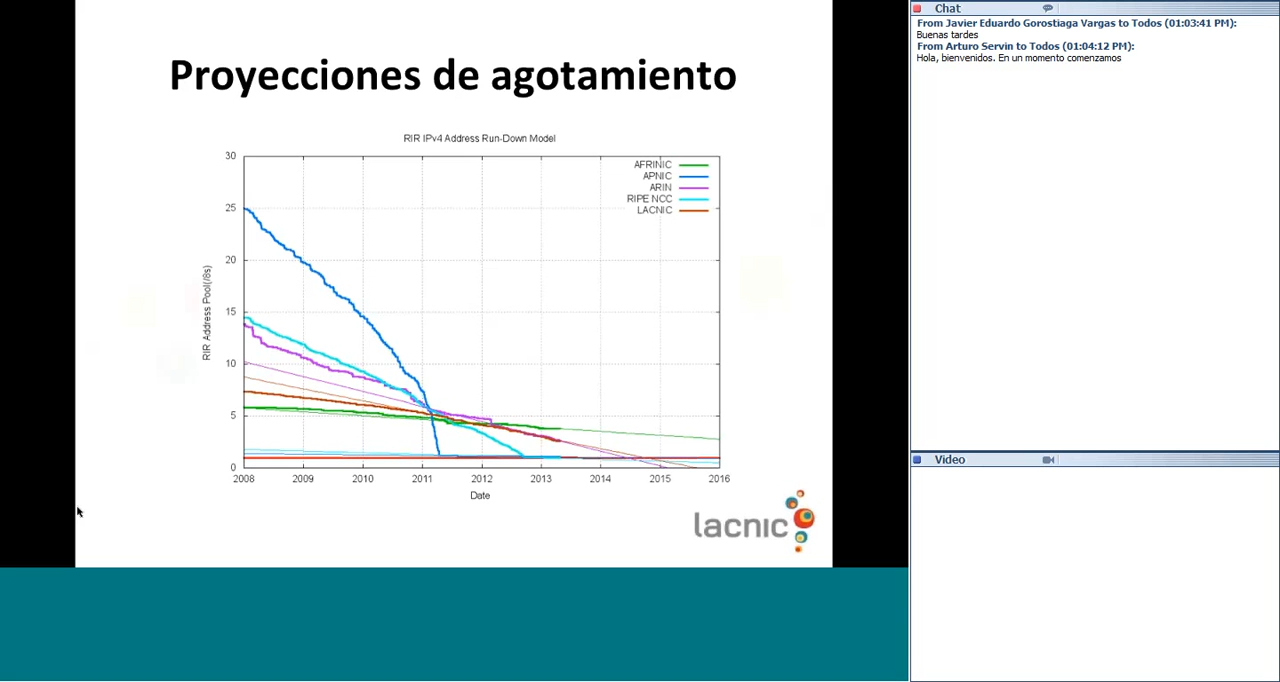 Proyecciones de agotamiento
RIR IPv4 Address Run-Down Model
30
25
20
15
10
5
0
RIR Address Pool(/8s)
AFRINIC
APNIC
ARIN
RIPE NCC
LACNIC
2008 2009 2010 2011 2012 2013 2014 2015 2016
Date
lacnic
Chat
From Javier Eduardo Gorostiaga Vargas to Todos (01:03:41 PM):
Buenas tardes
From Arturo Servin to Todos (01:04:12 PM):
Hola, bienvenidos. En un momento comenzamos
Video